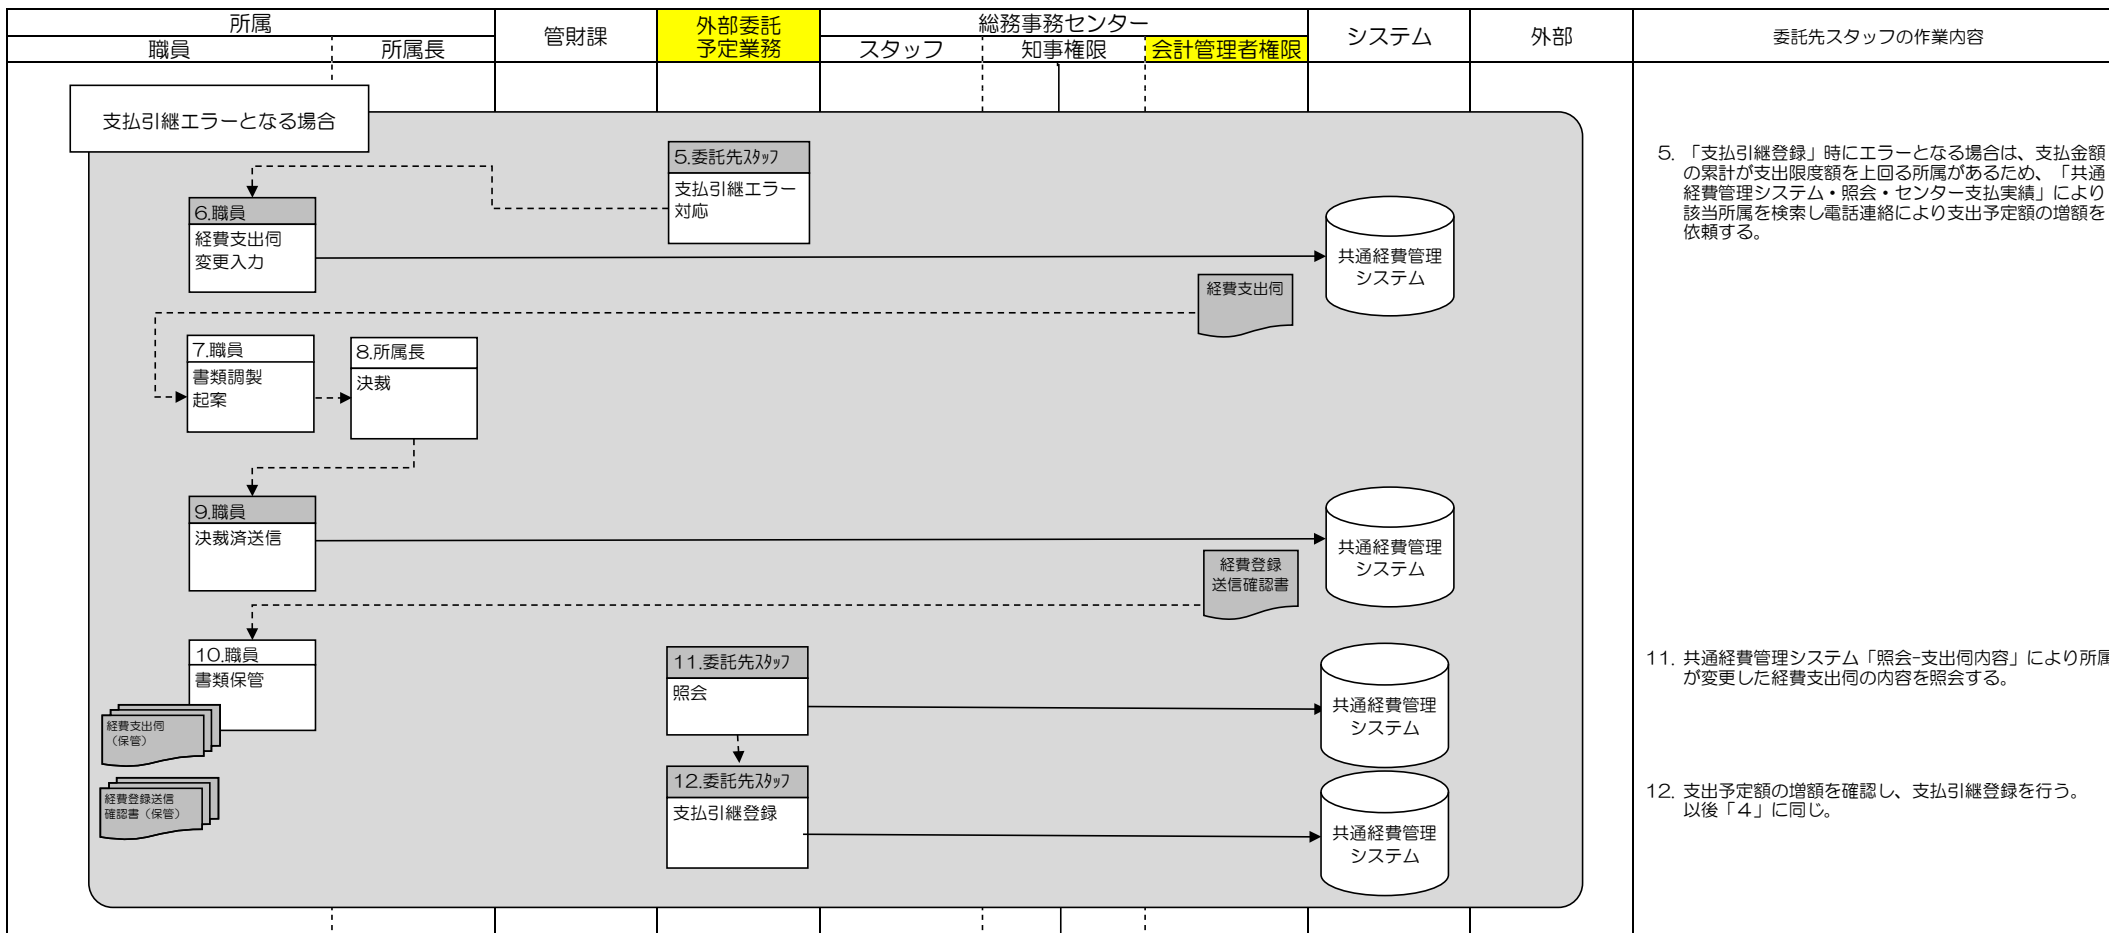 所属
職員
所属長
管財課
外部委託
予定業務
総務事務センター
スタッフ
知事権限
会計管理者権限
システム
外部
委託先スタッフの作業内容
支払引継エラーとなる場合
5.委託先ｽﾀｯﾌ
支払引継エラー
対応
6.職員
経費支出伺
変更入力
共通経費管理
システム
経費支出伺
7.職員
書類調製
起案
8.所属長
決裁
9.職員
決裁済送信
共通経費管理
システム
経費登録
送信確認書
10.職員
書類保管
経費支出伺
（保管）
経費登録送信
確認書（保管）
11.委託先ｽﾀｯﾌ
照会
共通経費管理
システム
12.委託先ｽﾀｯﾌ
支払引継登録
共通経費管理
システム
5. 「支払引継登録」時にエラーとなる場合は、支払金額
の累計が支出限度額を上回る所属があるため、「共通
経費管理システム・照会・センター支払実績」により
該当所属を検索し電話連絡により支出予定額の増額を
依頼する。
11. 共通経費管理システム「照会-支出伺内容」により所属
が変更した経費支出伺の内容を照会する。
12. 支出予定額の増額を確認し、支払引継登録を行う。
以後「４」に同じ。